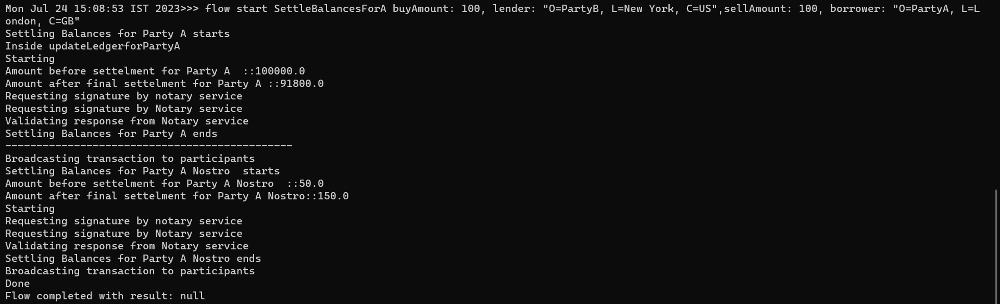 Mon Jul 24 15:08:53 IST 2023>>> flow start SettleBalancesForA buyAmount: 100, lender: "O=PartyB, L=New York, C=US",sellAmount: 100, borrower: "O=PartyA, L=L
ondon, C=GB"
Settling Balances for Party A starts
Inside updateLedgerforPartyA
Starting
Amount before settelment for Party A  ::100000.0
Amount after final settelment for Party A ::91800.0
Requesting signature by notary service
Requesting signature by Notary service
Validating response from Notary service
Settling Balances for Party A ends
----------------------------------------------
Broadcasting transaction to participants
Settling Balances for Party A Nostro  starts
Amount before settelment for Party A Nostro  ::50.0
Amount after final settelment for Party A Nostro::150.0
Starting
Requesting signature by notary service
Requesting signature by Notary service
Validating response from Notary service
Settling Balances for Party A Nostro ends
Broadcasting transaction to participants
Done
Flow completed with result: null